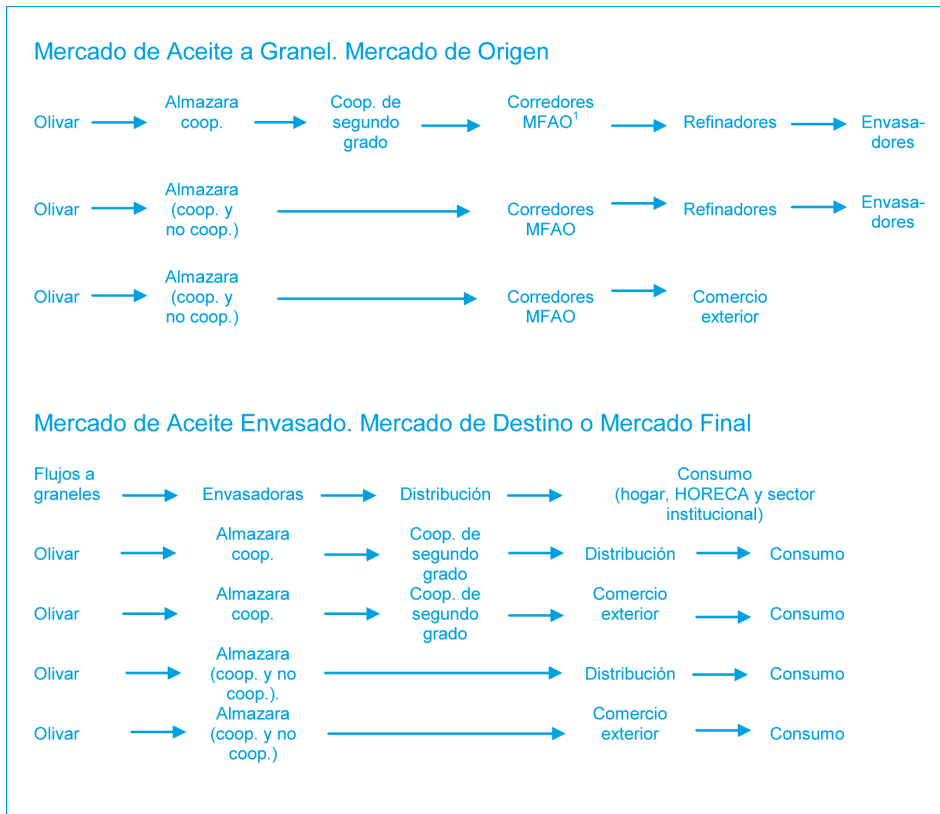 Mercado de Aceite a Granel. Mercado de Origen
Olivar
Almazara
coop.
Coop. de
segundo
grado
Corredores
MFAO¹
Refinadores
Envasa-
dores
Olivar
Almazara
(coop. y
no coop.)
Corredores
MFAO
Refinadores
Envasa-
dores
Olivar
Almazara
(coop. y
no coop.)
Corredores
MFAO
Comercio
exterior
Mercado de Aceite Envasado. Mercado de Destino o Mercado Final
Flujos a
graneles
Envasadoras
Distribución
Consumo
(hogar, HORECA y sector
institucional)
Olivar
Almazara
coop.
Coop. de
segundo
grado
Distribución
Consumo
Olivar
Almazara
coop.
Coop. de
segundo
grado
Comercio
exterior
Consumo
Olivar
Almazara
(coop. y no
coop.).
Distribución
Consumo
Olivar
Almazara
(coop. y no
coop.)
Comercio
exterior
Consumo